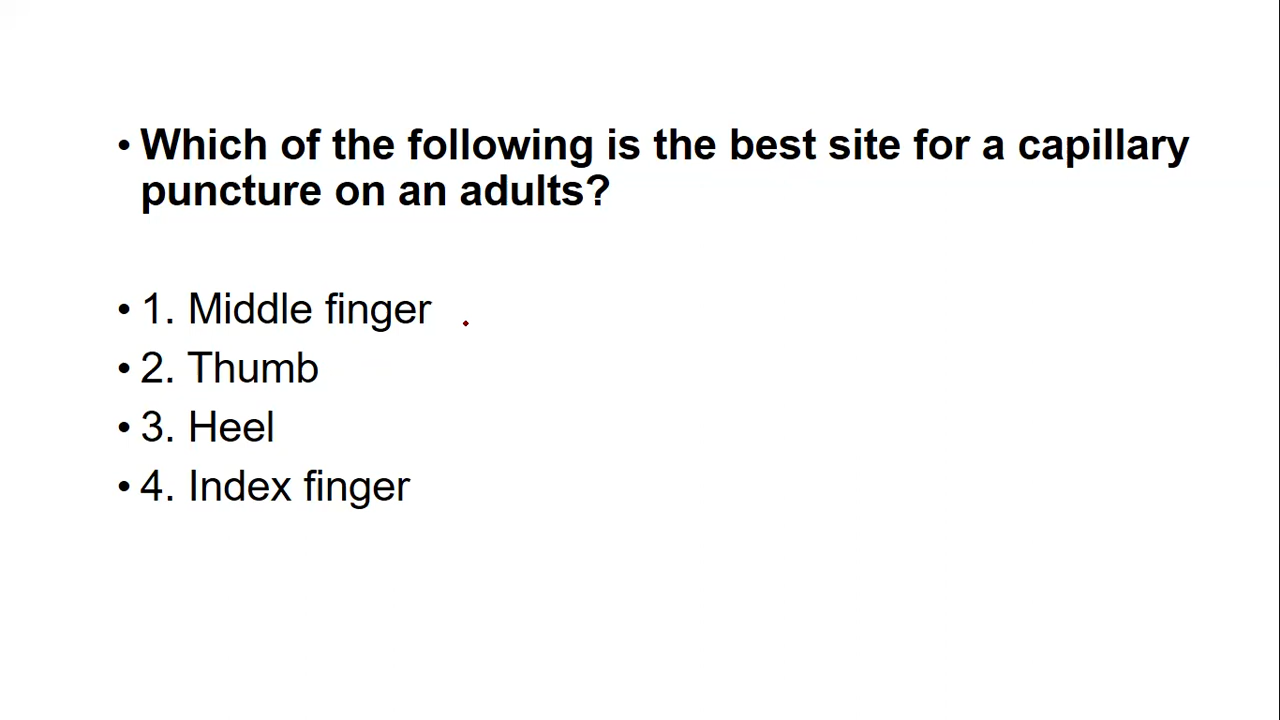 • Which of the following is the best site for a capillary
puncture on an adults?
• 1. Middle finger
• 2. Thumb
• 3. Heel
• 4. Index finger